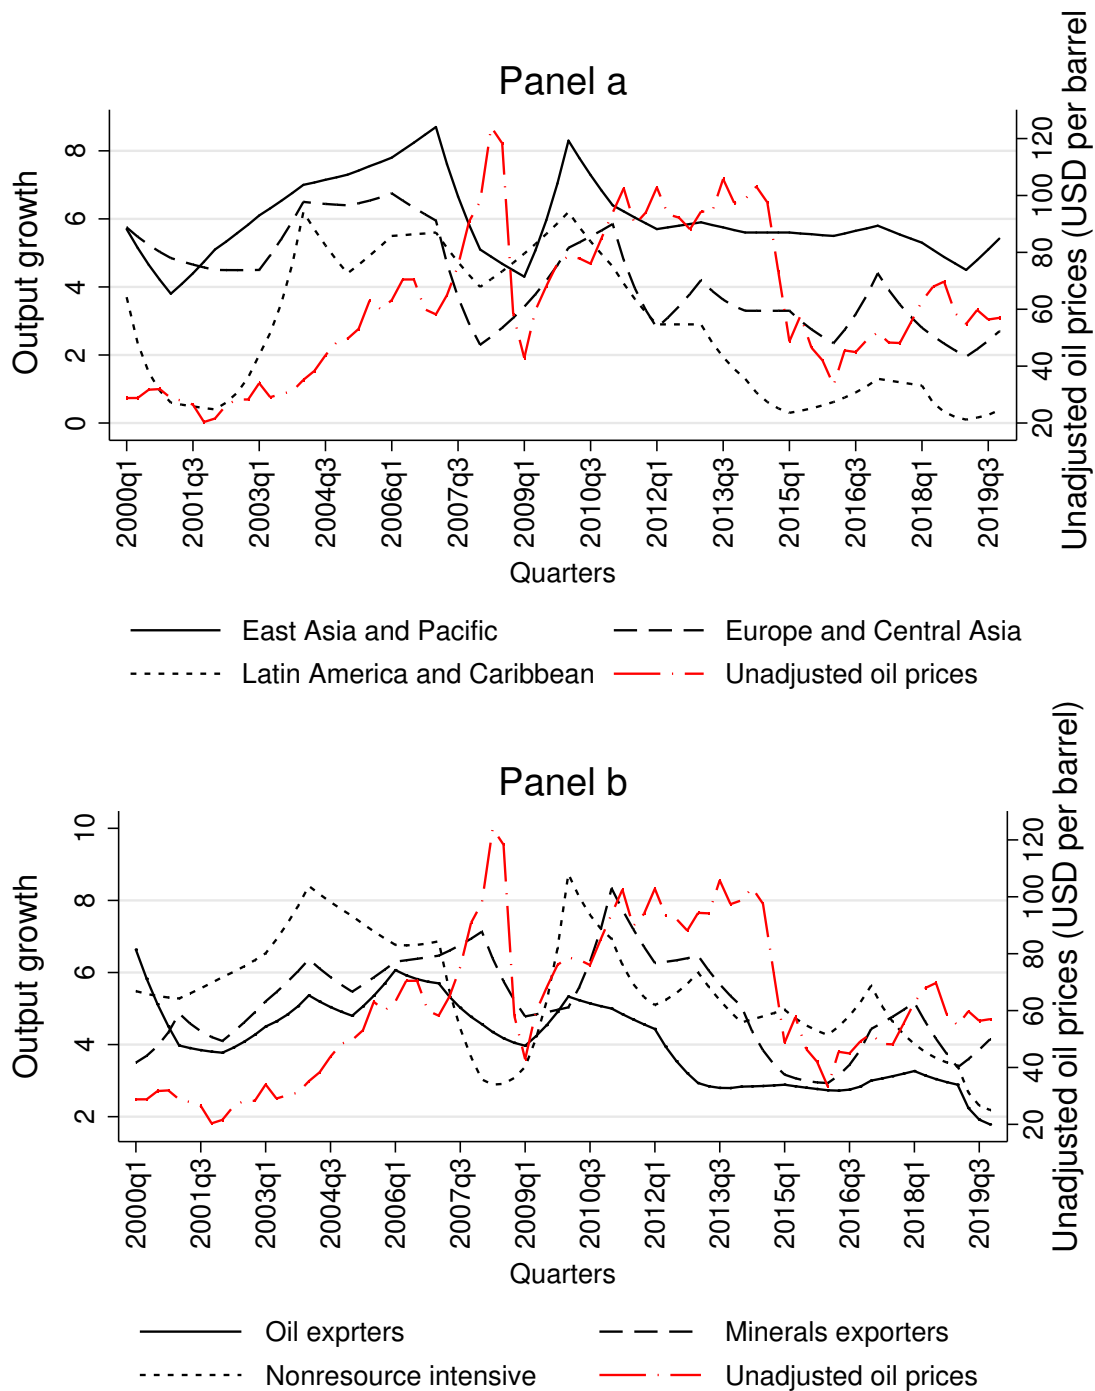 Panel a
Output growth
8
6
4
2
0
Unadjusted oil prices (USD per barrel
120
100
80
60
40
20
2000q1
2001q3
2003q1
2004q3
2006q1
2007q3
2009q1
2010q3
2012q1
2013q3
2015q1
2016q3
2018q1
2019q3
Quarters
East Asia and Pacific
Europe and Central Asia
Latin America and Caribbean
Unadjusted oil prices
Panel b
Output growth
10
8
6
4
2
Unadjusted oil prices (USD per barrel)
120
100
80
60
40
20
2000q1
2001q3
2003q1
2004q3
2006q1
2007q3
2009q1
2010q3
2012q1
2013q3
2015q1
2016q3
2018q1
2019q3
Quarters
Oil exprters
Minerals exporters
Nonresource intensive
Unadjusted oil prices